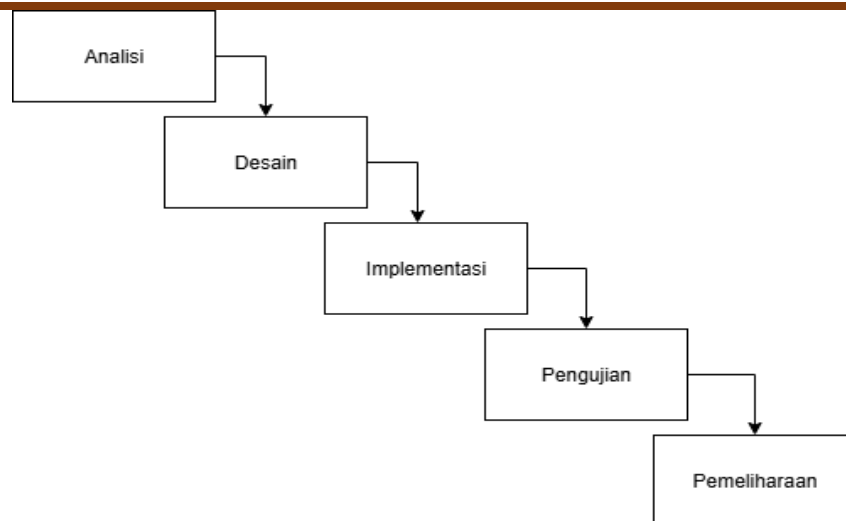 Analisi
Desain
Implementasi
Pengujian
Pemeliharaan